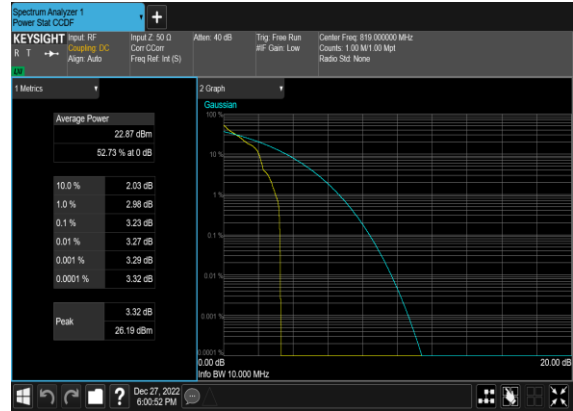 Spectrum Analyzer 1
Power Stat CCDF
+
KEYSIGHT
R T
LXI
Input: RF
Coupling: DC
Align: Auto
Input Z: 50 Ω
Corr CCorr
Freq Ref: Int (S)
Atten: 40 dB
Trig: Free Run
#IF Gain: Low
Center Freq: 819.000000 MHz
Counts: 1.00 M/1.00 Mpt
Radio Std: None
1 Metrics
Average Power
22.87 dBm
52.73 % at 0 dB
10.0 % 2.03 dB
1.0 % 2.98 dB
0.1 % 3.23 dB
0.01 % 3.27 dB
0.001 % 3.29 dB
0.0001 % 3.32 dB
Peak
3.32 dB
26.19 dBm
2 Graph
Gaussian
100 %
10 %
1 %
0.1 %
0.01 %
0.001 %
0.0001 %
0.00 dB
20.00 dB
Info BW 10.000 MHz
?
Dec 27, 2022
6:00:52 PM